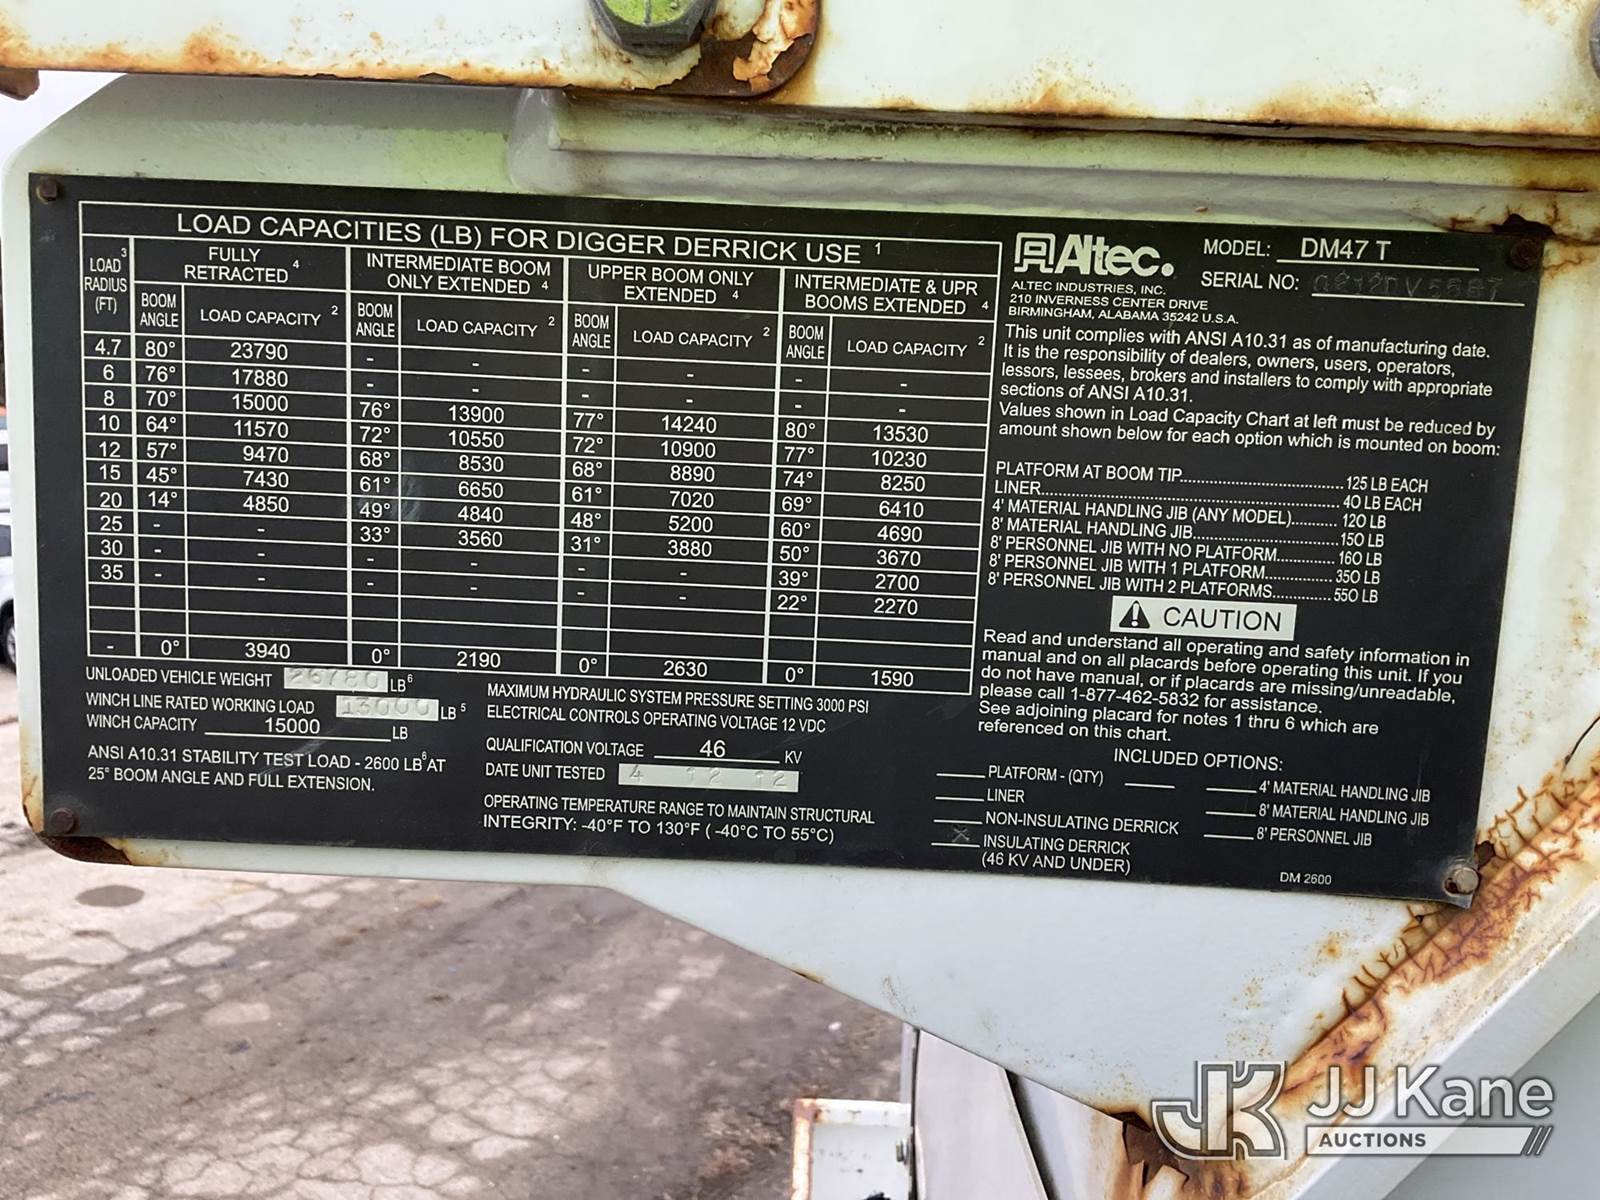 LOAD CAPACITIES (LB) FOR DIGGER DERRICK USE 1
LOAD RADIUS (FT) 3
FULLY RETRACTED 4
INTERMEDIATE BOOM ONLY EXTENDED 4
UPPER BOOM ONLY EXTENDED 4
INTERMEDIATE & UPR BOOMS EXTENDED 4
BOOM ANGLE LOAD CAPACITY 2 BOOM ANGLE LOAD CAPACITY 2 BOOM ANGLE LOAD CAPACITY 2 BOOM ANGLE LOAD CAPACITY 2
4.7 80° 23790 - - - - - -
6 76° 17880 - - - - - -
8 70° 15000 76° 13900 77° 14240 80° 13530
10 64° 11570 72° 10550 72° 10900 77° 10230
12 57° 9470 68° 8530 68° 8890 74° 8250
15 45° 7430 61° 6650 61° 7020 69° 6410
20 14° 4850 49° 4840 48° 5200 60° 4690
25 - - 33° 3560 31° 3880 50° 3670
30 - - - - - - 39° 2700
35 - - - - - - 22° 2270
- 0° 3940 0° 2190 0° 2630 0° 1590
UNLOADED VEHICLE WEIGHT 26780 LB 6
WINCH LINE RATED WORKING LOAD 13000 LB 5
WINCH CAPACITY 15000 LB
ANSI A10.31 STABILITY TEST LOAD - 2600 LB 6 AT
25° BOOM ANGLE AND FULL EXTENSION.
MAXIMUM HYDRAULIC SYSTEM PRESSURE SETTING 3000 PSI
ELECTRICAL CONTROLS OPERATING VOLTAGE 12 VDC
QUALIFICATION VOLTAGE 46 KV
DATE UNIT TESTED 4 12 12
OPERATING TEMPERATURE RANGE TO MAINTAIN STRUCTURAL
INTEGRITY: -40°F TO 130°F ( -40°C TO 55°C)
Altec.
ALTEC INDUSTRIES, INC.
210 INVERNESS CENTER DRIVE
BIRMINGHAM, ALABAMA 35242 U.S.A.
MODEL: DM47 T
SERIAL NO:
This unit complies with ANSI A10.31 as of manufacturing date.
It is the responsibility of dealers, owners, users, operators,
lessors, lessees, brokers and installers to comply with appropriate
sections of ANSI A10.31.
Values shown in Load Capacity Chart at left must be reduced by
amount shown below for each option which is mounted on boom:
PLATFORM AT BOOM TIP.......125 LB EACH
LINER.......40 LB EACH
4' MATERIAL HANDLING JIB (ANY MODEL).......120 LB
8' MATERIAL HANDLING JIB.......150 LB
8' PERSONNEL JIB WITH NO PLATFORM.......160 LB
8' PERSONNEL JIB WITH 1 PLATFORM.......350 LB
8' PERSONNEL JIB WITH 2 PLATFORMS.......550 LB
CAUTION
Read and understand all operating and safety information in
manual and on all placards before operating this unit. If you
do not have manual, or if placards are missing/unreadable,
please call 1-877-462-5832 for assistance.
See adjoining placard for notes 1 thru 6 which are
referenced on this chart.
INCLUDED OPTIONS:
PLATFORM - (QTY)
LINER
NON-INSULATING DERRICK
X INSULATING DERRICK
(46 KV AND UNDER)
4' MATERIAL HANDLING JIB
8' MATERIAL HANDLING JIB
8' PERSONNEL JIB
DM 2600
JK JJ Kane
AUCTIONS